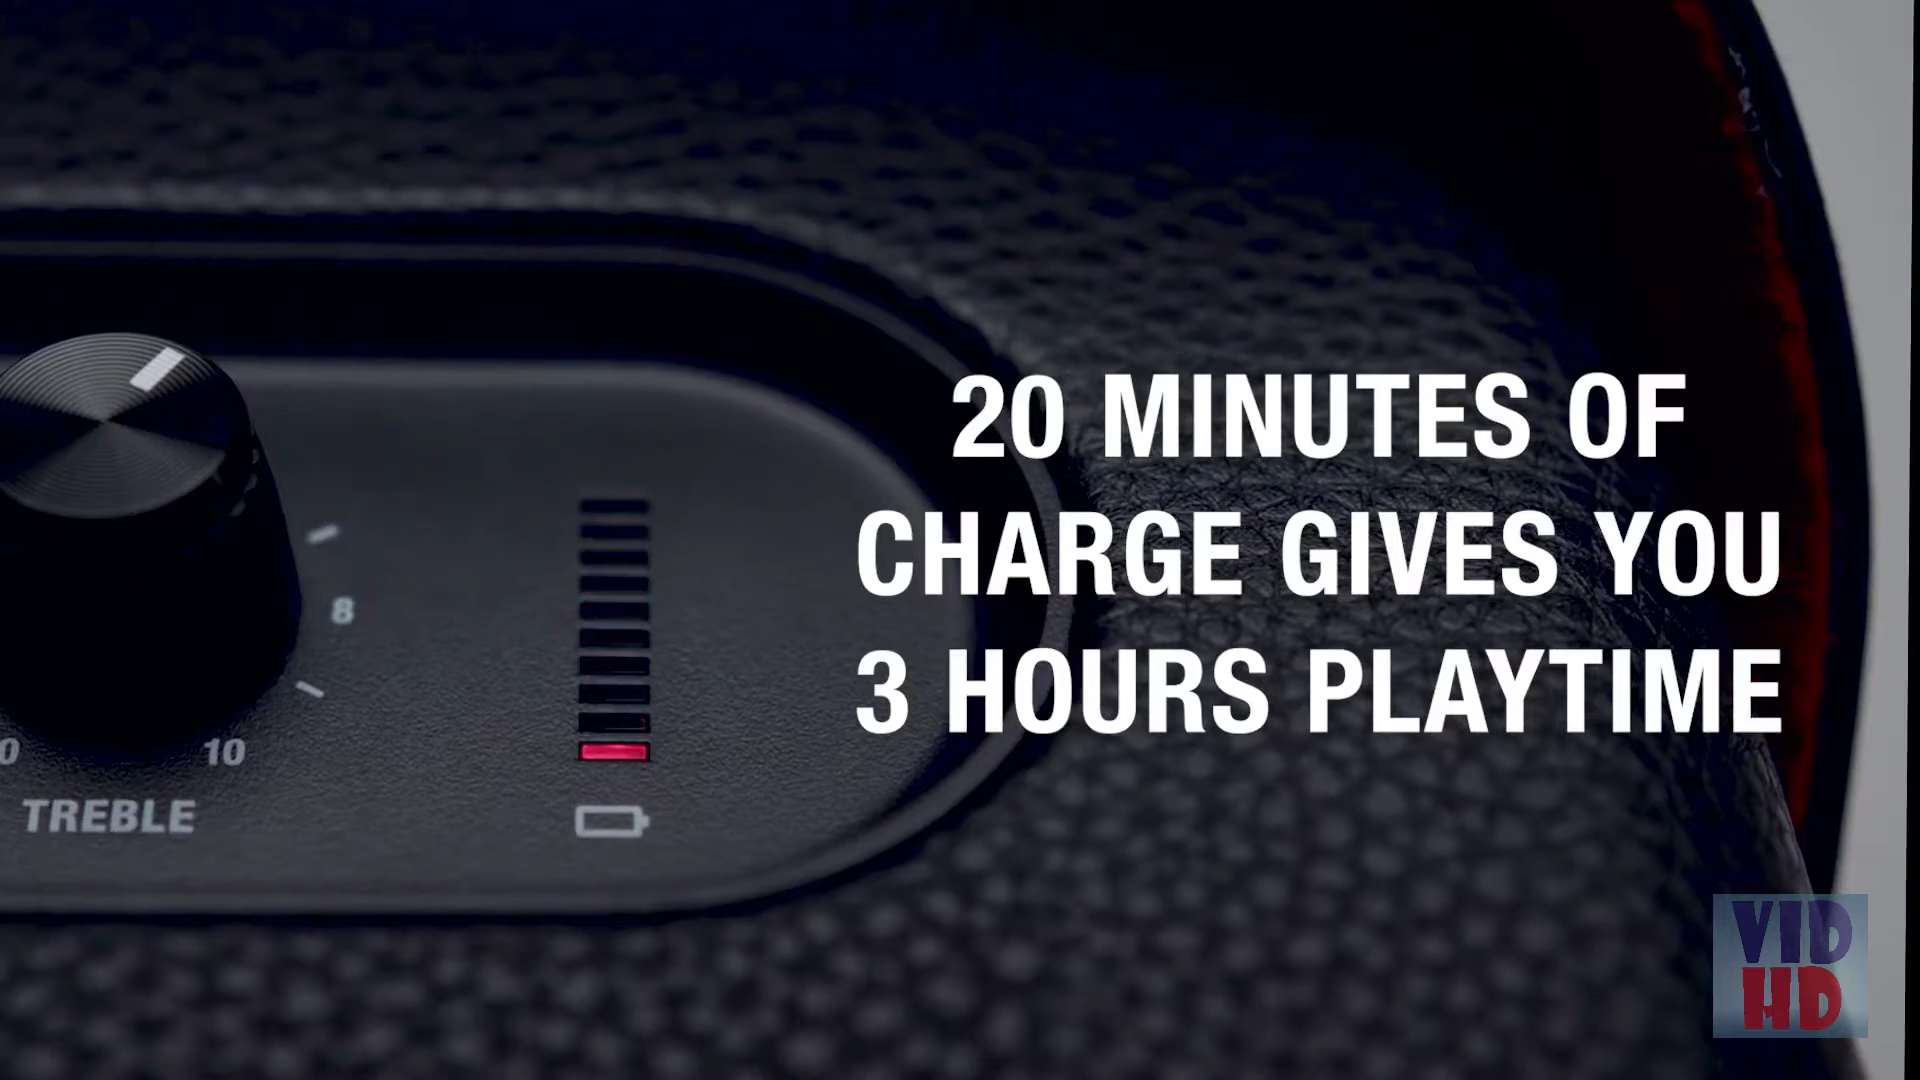 20 MINUTES OF
CHARGE GIVES YOU
3 HOURS PLAYTIME
8
0
10
TREBLE
VID
HD